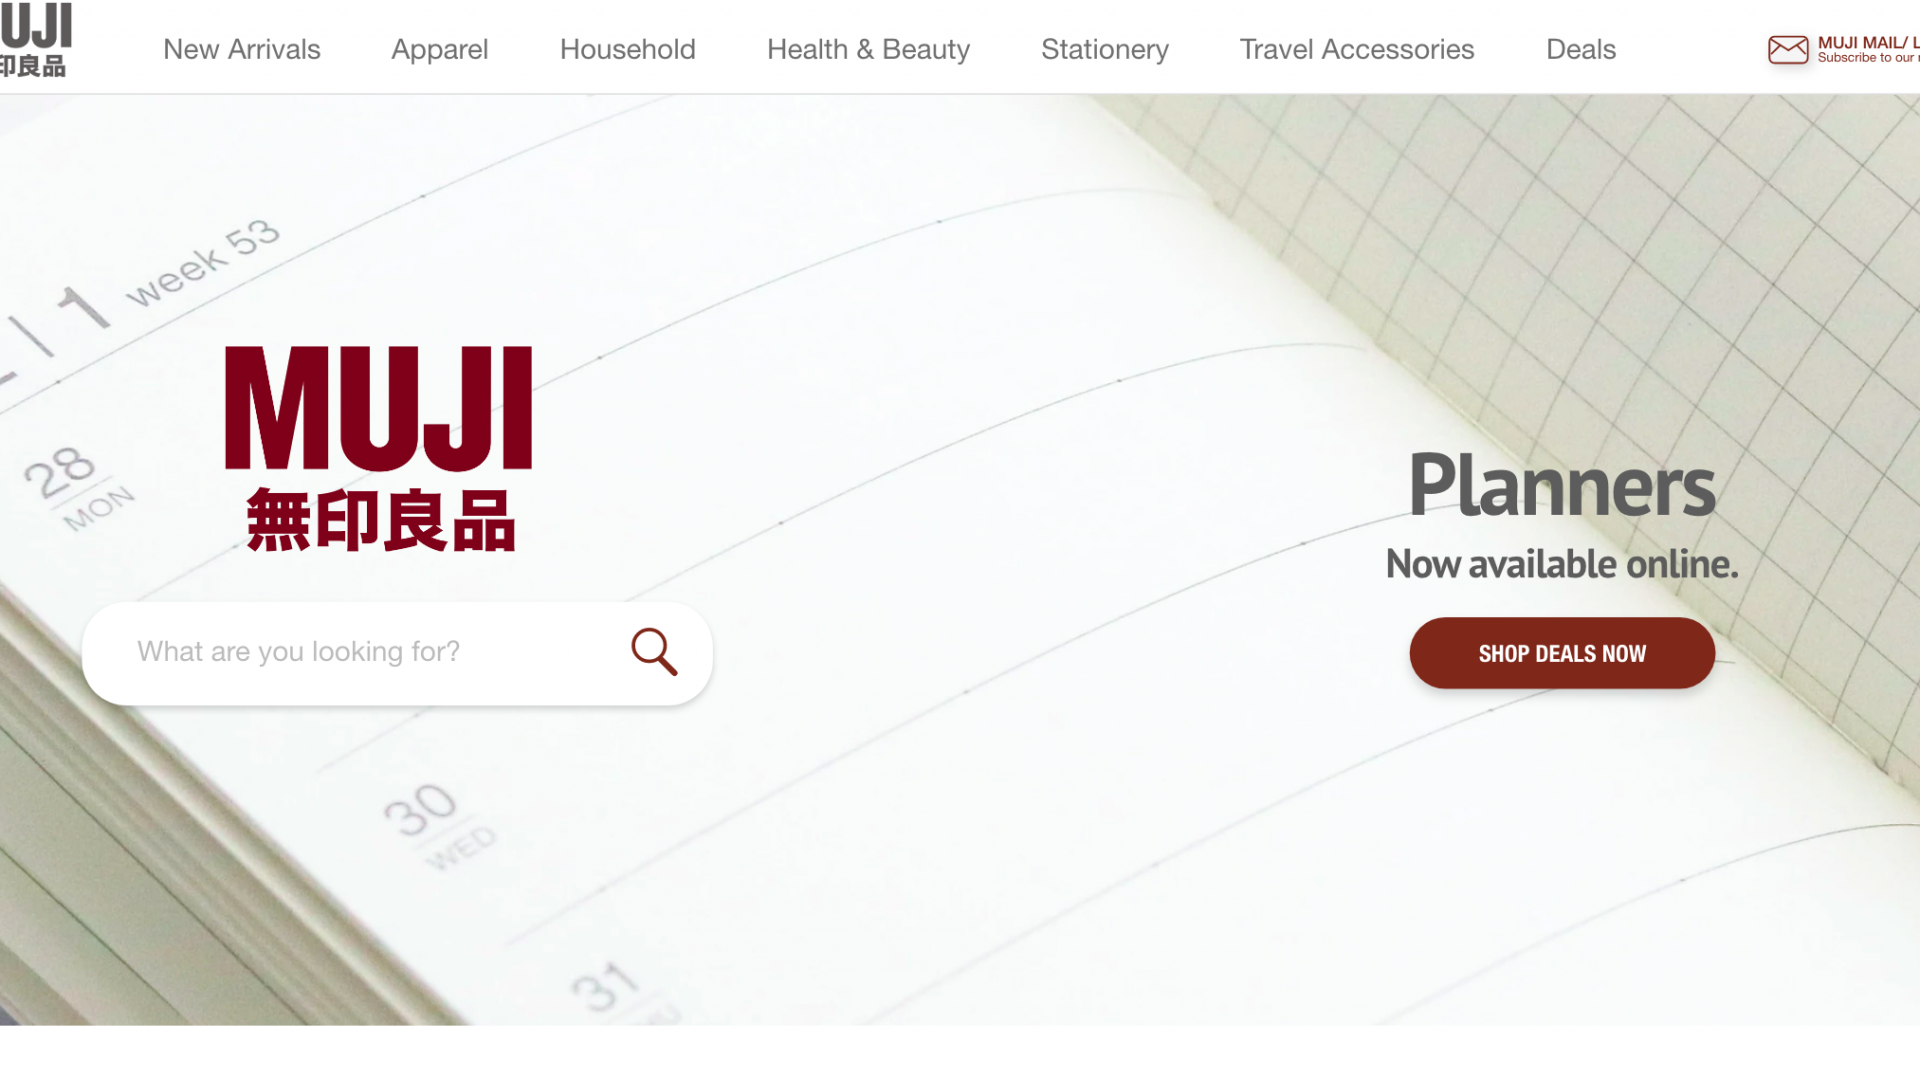 MUJI
印良品
New Arrivals
Apparel
Household
Health & Beauty
Stationery
Travel Accessories
Deals
MUJI MAIL/
Subscribe to our
1 week 53
28
MON
MUJI
無印良品
What are you looking for?
Planners
Now available online.
SHOP DEALS NOW
30
WED
31